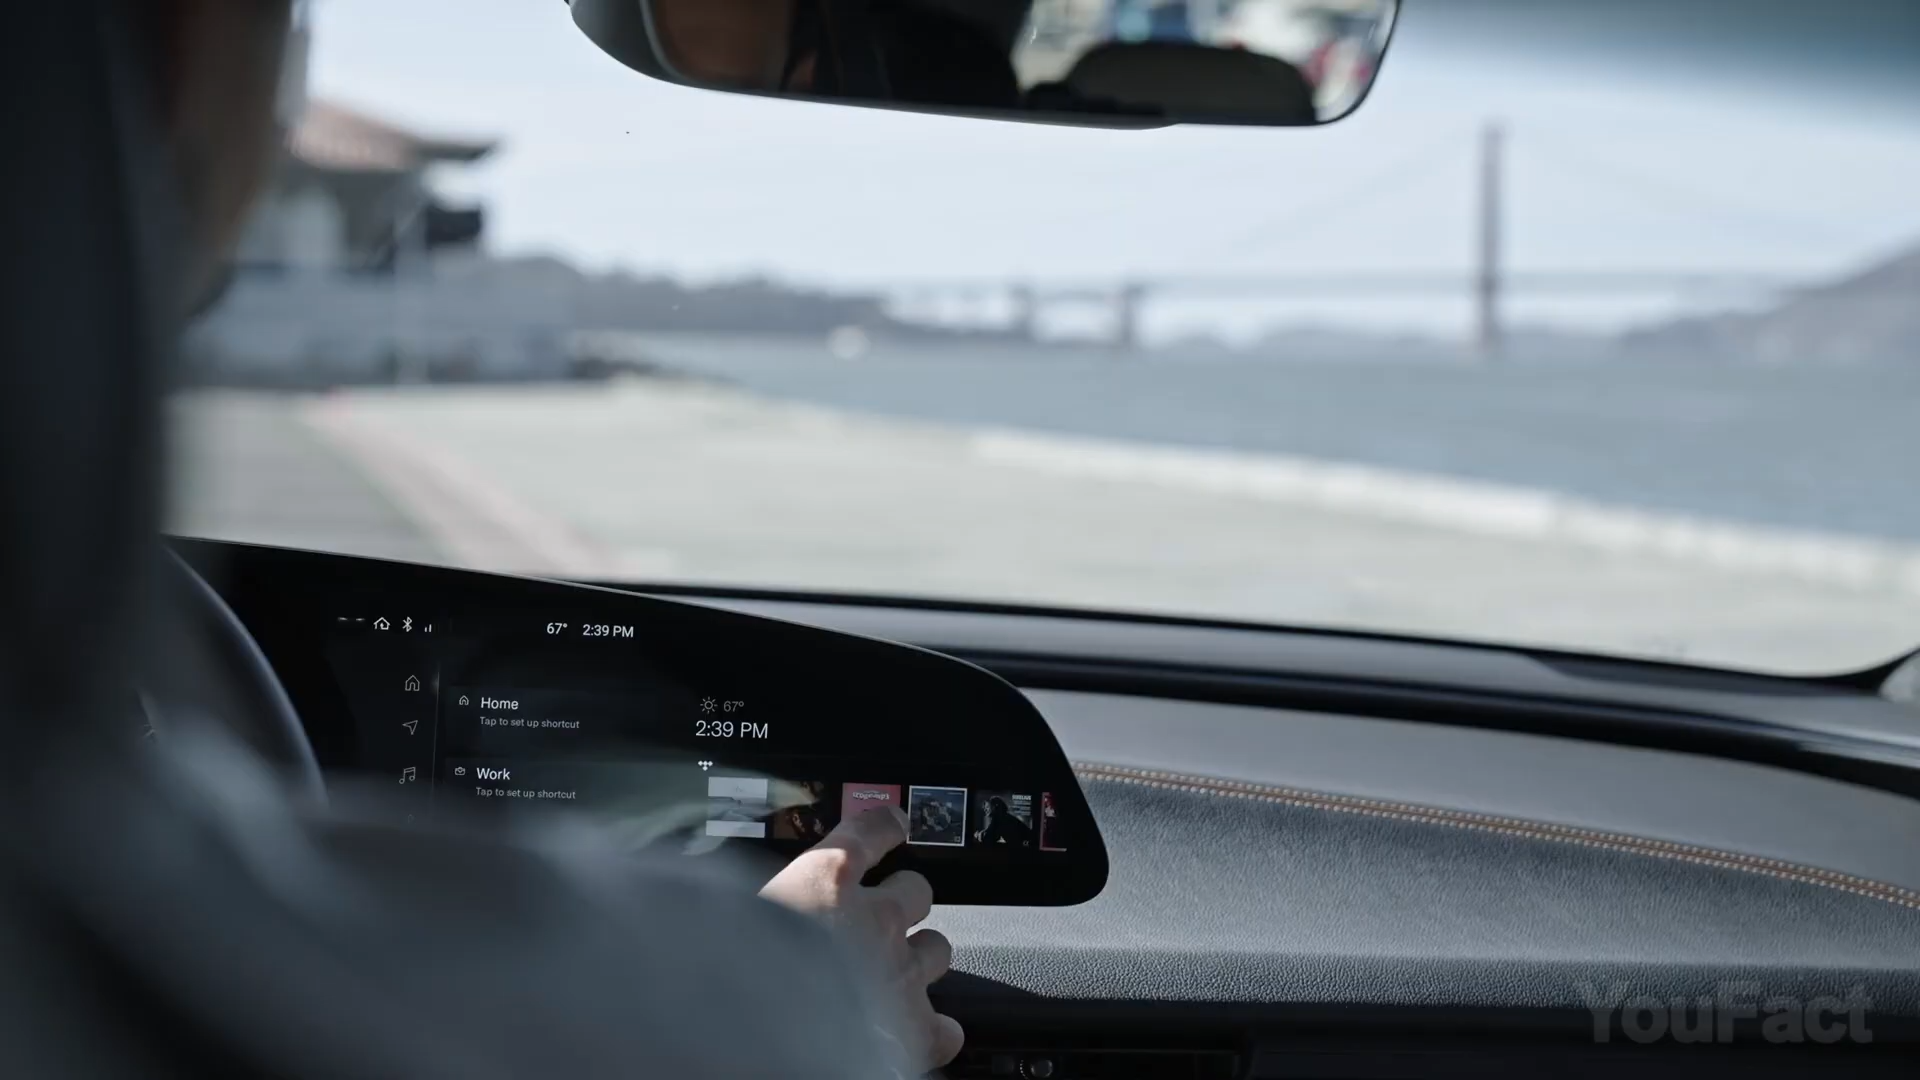 67° 2:39 PM
Home
Tap to set up shortcut
67°
2:39 PM
Work
Tap to set up shortcut
YouFact